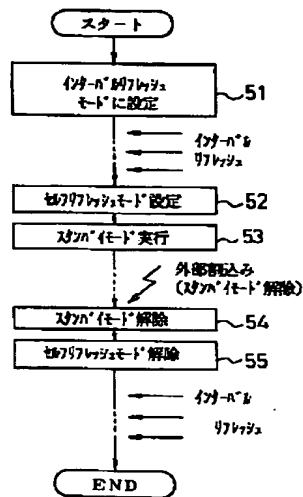 スタート
インターバルリフレッシュ
モードに設定
51
インターバル
リフレッシュ
セルフリフレッシュモード設定
52
スタンバイモード実行
53
外部割込み
(スタンバイモード解除)
スタンバイモード解除
54
セルフリフレッシュモード解除
55
インターバル
リフレッシュ
END